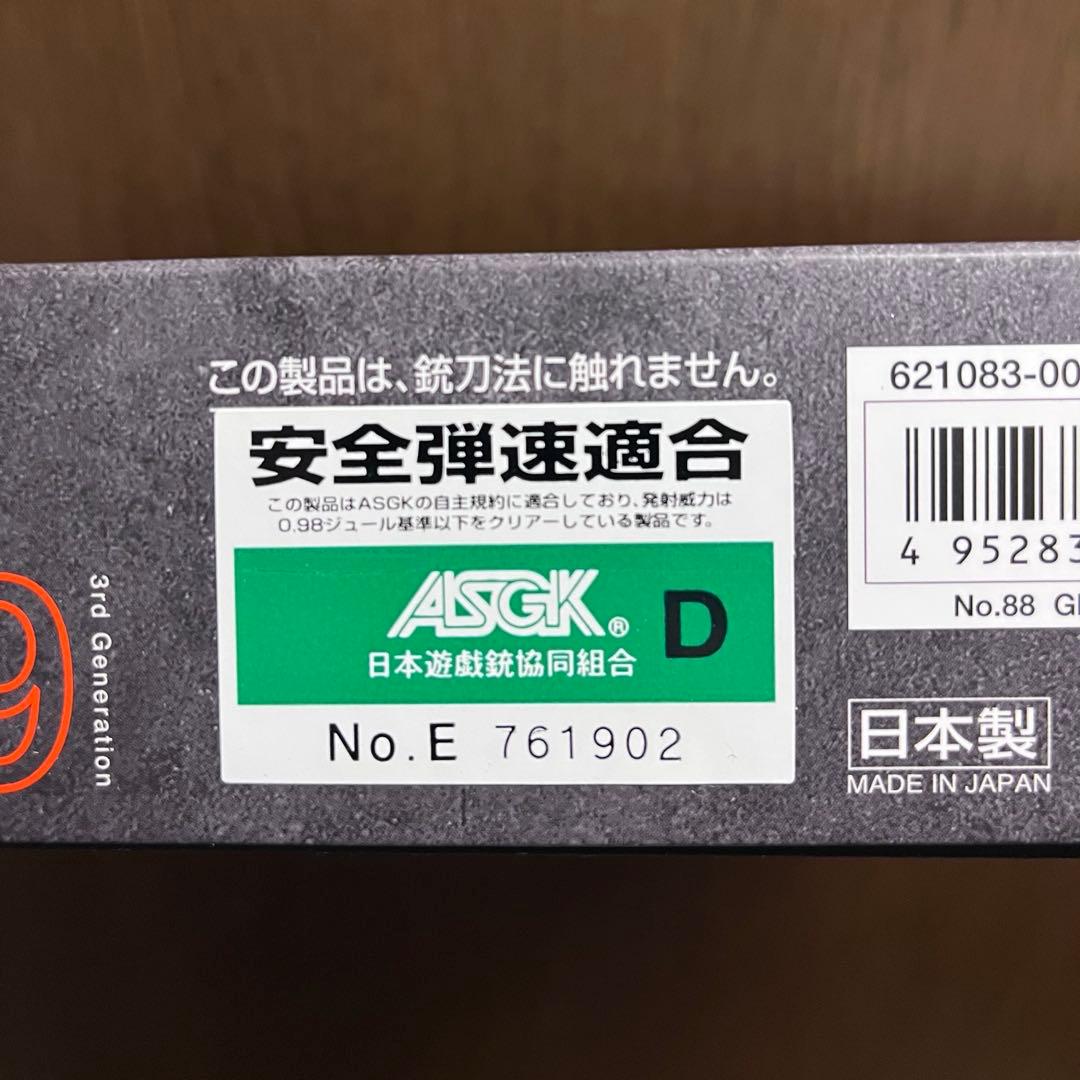 この製品は、銃刀法に触れません。
安全弾速適合
この製品はASGKの自主規約に適合しており、発射威力は
0.98ジュール基準以下をクリアーしている製品です。
ASGK® D
日本遊戯銃協同組合
No.E 761902
9
3rd Generation
621083-00
4 95283
No.88
日本製
MADE IN JAPAN